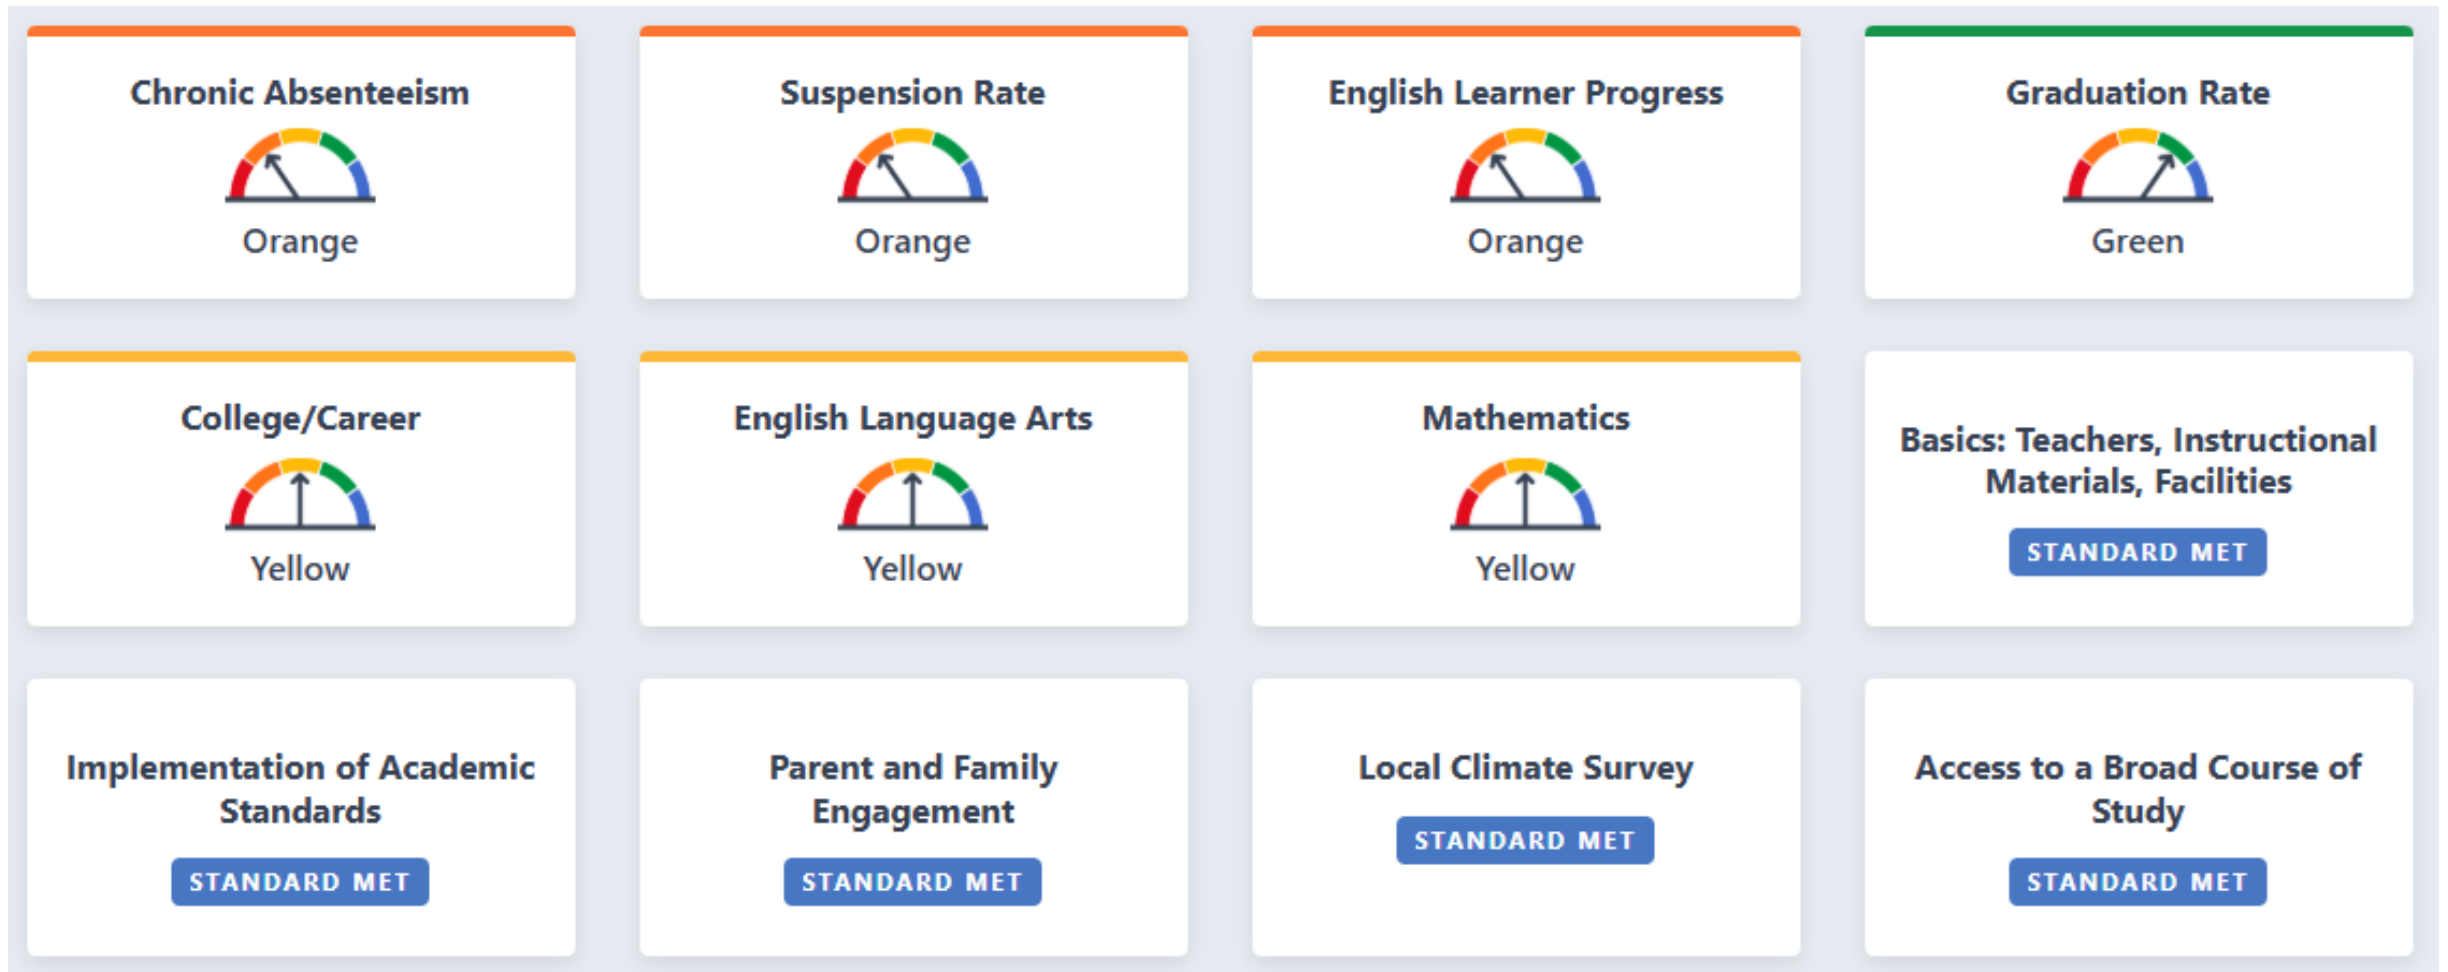 Chronic Absenteeism
Orange
Suspension Rate
Orange
English Learner Progress
Orange
Graduation Rate
Green
College/Career
Yellow
English Language Arts
Yellow
Mathematics
Yellow
Basics: Teachers, Instructional
Materials, Facilities
STANDARD MET
Implementation of Academic
Standards
STANDARD MET
Parent and Family
Engagement
STANDARD MET
Local Climate Survey
STANDARD MET
Access to a Broad Course of
Study
STANDARD MET